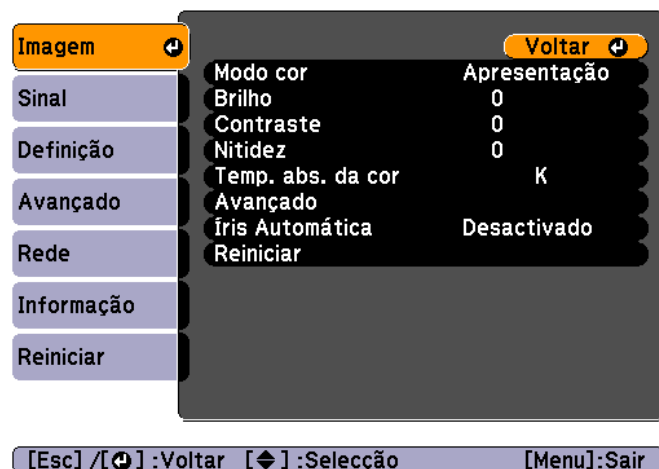 Imagem
Sinal
Definição
Avançado
Rede
Informação
Reiniciar
Voltar
Modo cor Apresentação
Brilho 0
Contraste 0
Nitidez 0
Temp. abs. da cor K
Avançado
Íris Automática Desactivado
Reiniciar
[Esc] /[ ] :Voltar [ ] :Selecção [Menu]:Sair